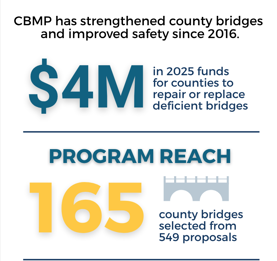 CBMP has strengthened county bridges
and improved safety since 2016.
$4M
in 2025 funds
for counties to
repair or replace
deficient bridges
PROGRAM REACH
165
county bridges
selected from
549 proposals